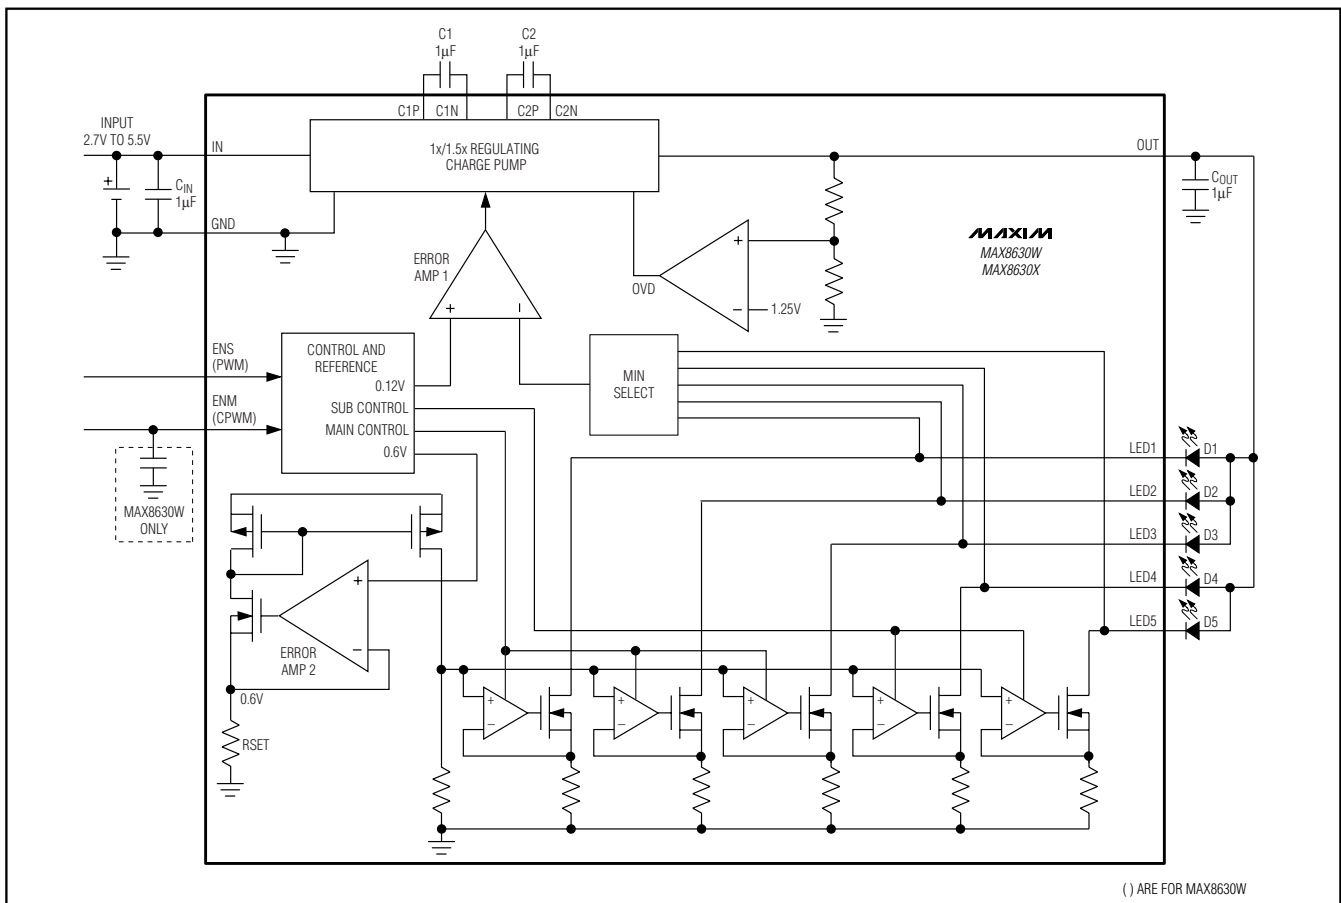 C1
1µF
C2
1µF
C1P
C1N
C2P
C2N
INPUT
2.7V TO 5.5V
IN
1x/1.5x REGULATING
CHARGE PUMP
OUT
+
CIN
1µF
COUT
1µF
GND
MAXIM
MAX8630W
MAX8630X
ERROR
AMP 1
+
–
OVD
+
–
1.25V
ENS
(PWM)
CONTROL AND
REFERENCE
0.12V
SUB CONTROL
MAIN CONTROL
0.6V
MIN
SELECT
ENM
(CPWM)
MAX8630W
ONLY
LED1
D1
LED2
D2
LED3
D3
LED4
D4
LED5
D5
+
–
ERROR
AMP 2
0.6V
RSET
+
–
+
–
+
–
+
–
+
–
( ) ARE FOR MAX8630W